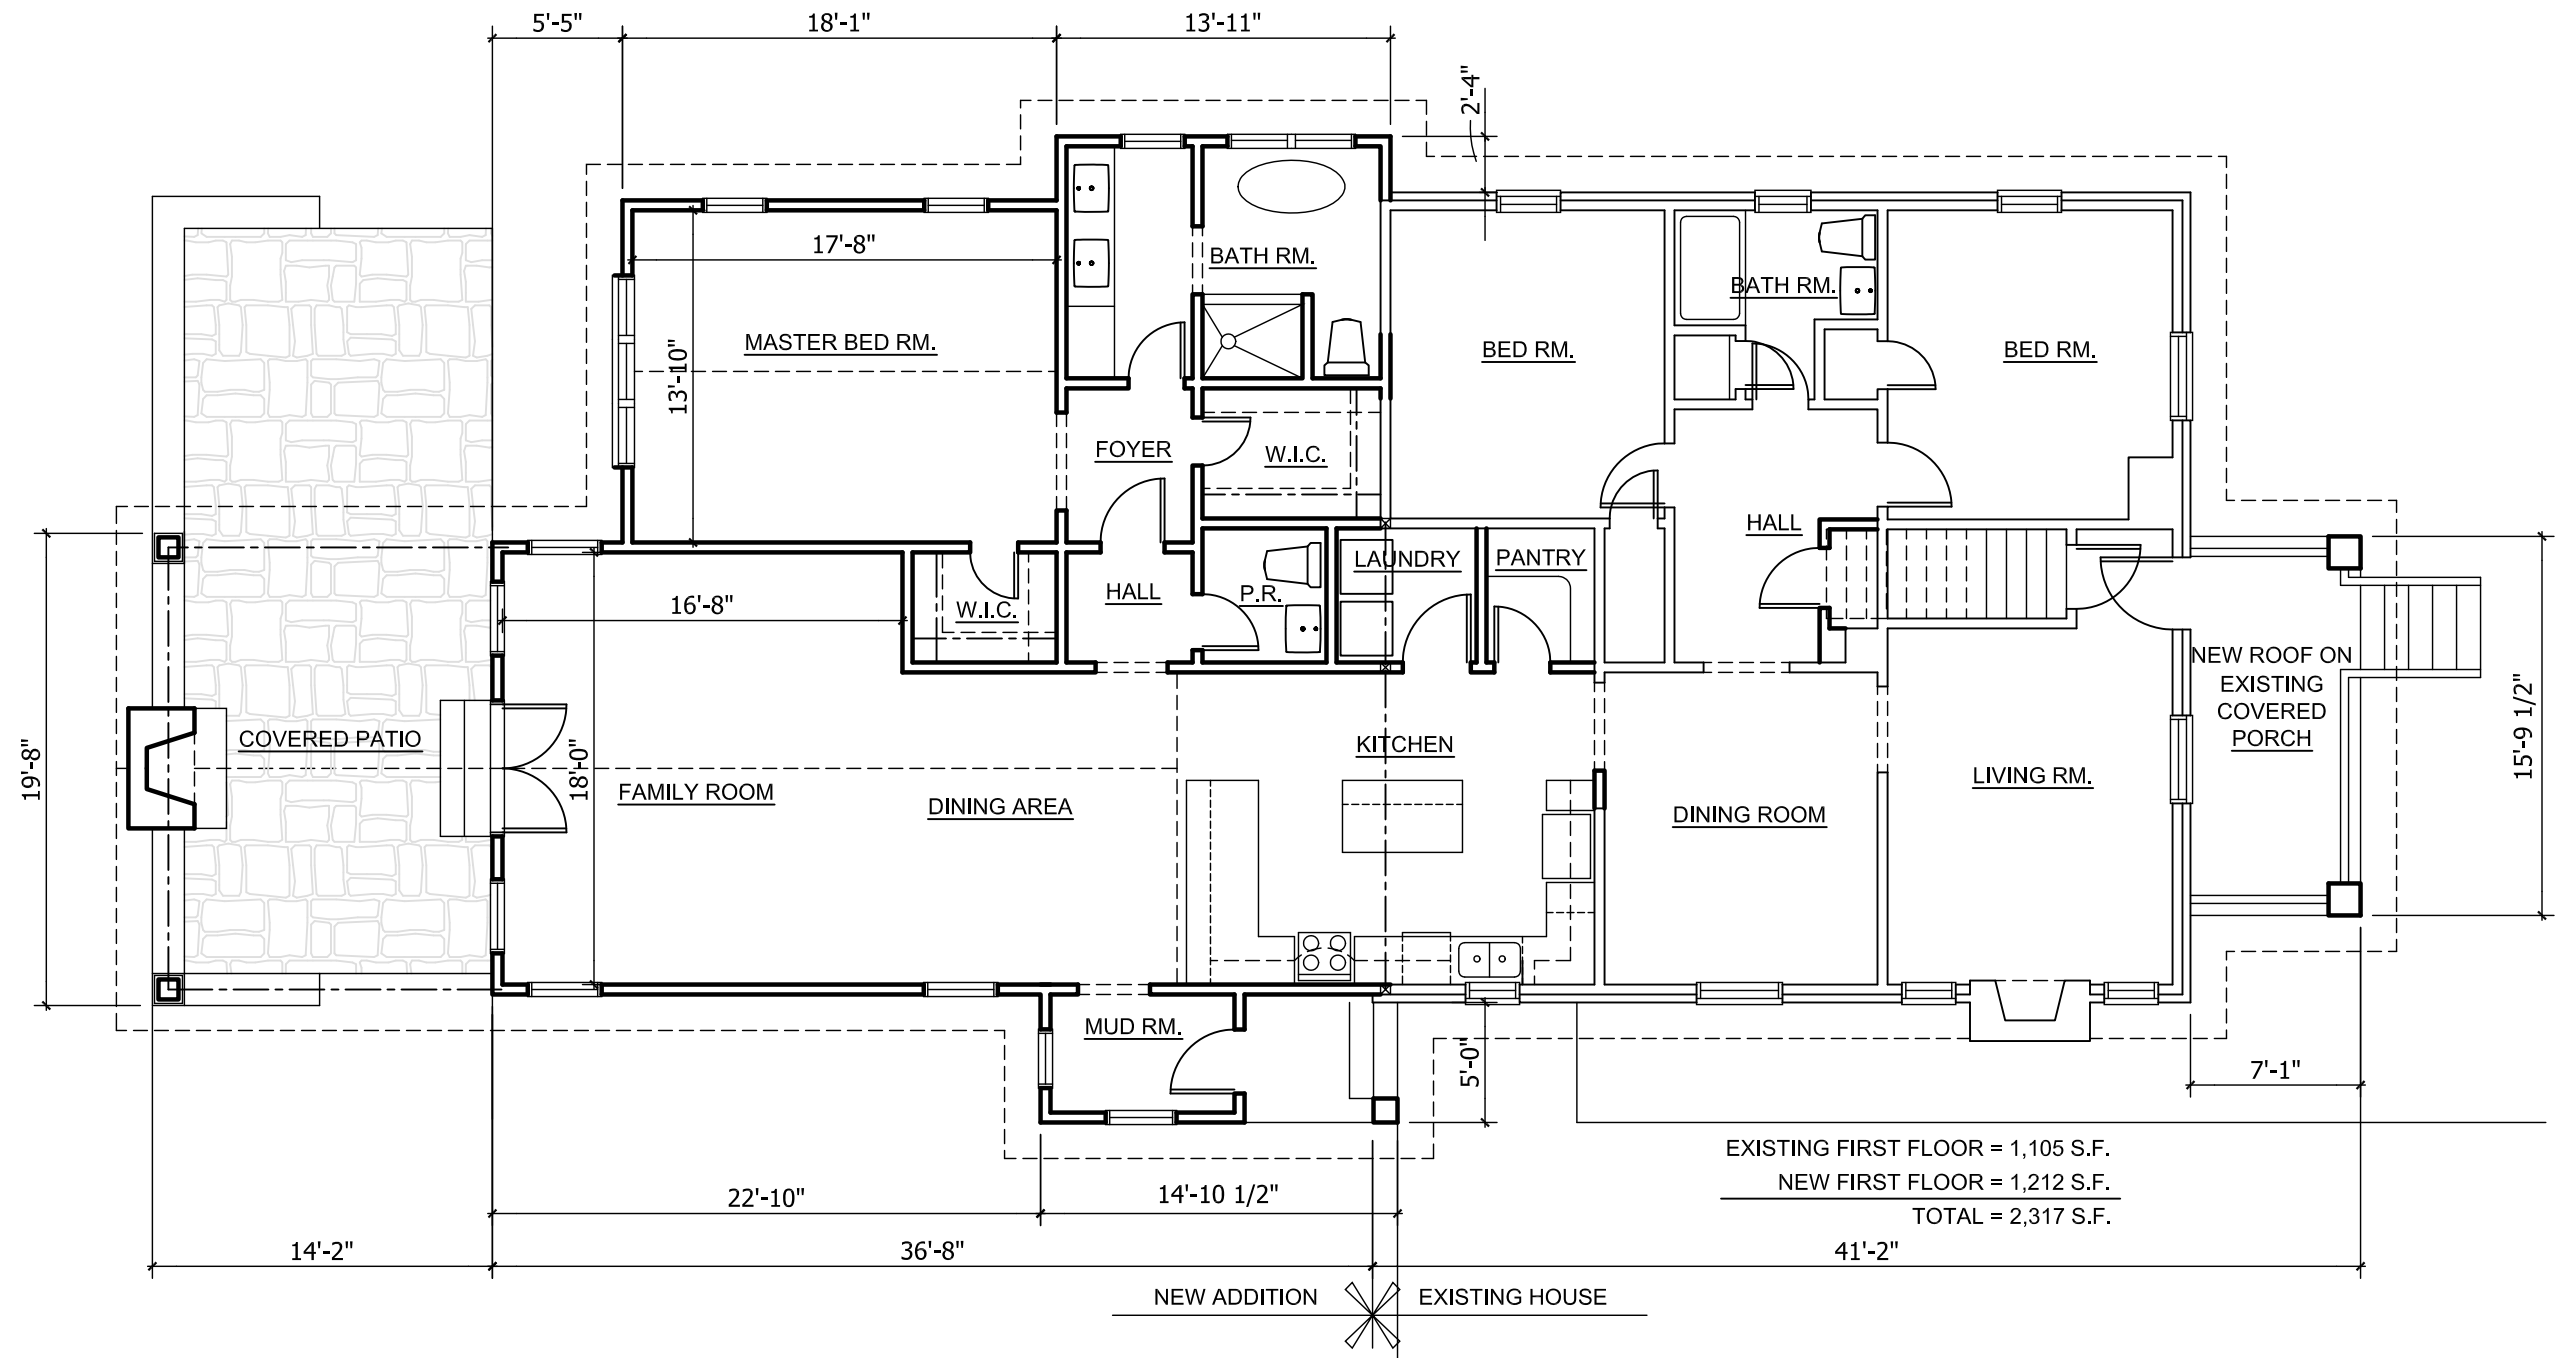 5'-5"
18'-1"
13'-11"
2'-4"
17'-8"
BATH RM.
BATH RM.
MASTER BED RM.
13'-10"
BED RM.
BED RM.
FOYER
W.I.C.
HALL
LAUNDRY
PANTRY
16'-8"
W.I.C.
HALL
P.R.
NEW ROOF ON
EXISTING
COVERED
PORCH
15'-9 1/2"
19'-8"
COVERED PATIO
18'-0"
FAMILY ROOM
DINING AREA
KITCHEN
DINING ROOM
LIVING RM.
MUD RM.
5'-0"
7'-1"
EXISTING FIRST FLOOR = 1,105 S.F.
NEW FIRST FLOOR = 1,212 S.F.
TOTAL = 2,317 S.F.
22'-10"
14'-10 1/2"
14'-2"
36'-8"
41'-2"
NEW ADDITION
EXISTING HOUSE